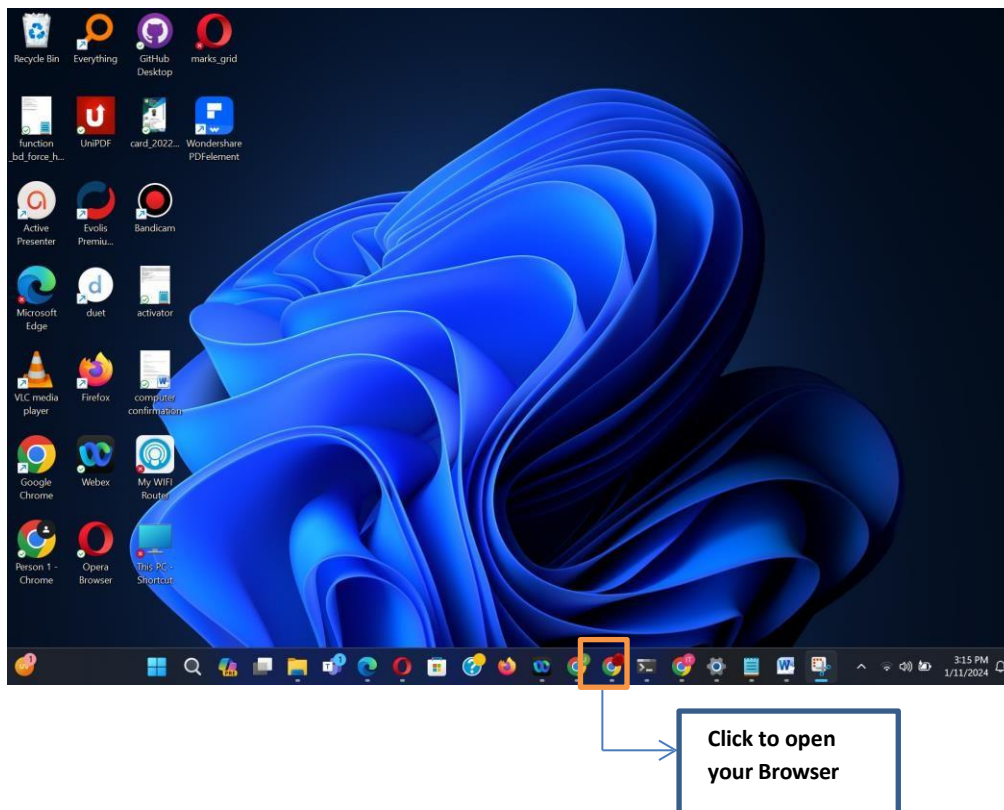 Recycle Bin
Everything
GitHub
Desktop
marks_grid
function
_bd_force_h...
UniPDF
card_2022...
Wondershare
PDFelement
Active
Presenter
Evolis
Premiu...
Bandicam
Microsoft
Edge
duet
activator
VLC media
player
Firefox
computer
confirmation
Google
Chrome
Webex
My WIFI
Router
Person 1 -
Chrome
Opera
Browser
This PC -
Shortcut
3:15 PM
1/11/2024
Click to open
your Browser